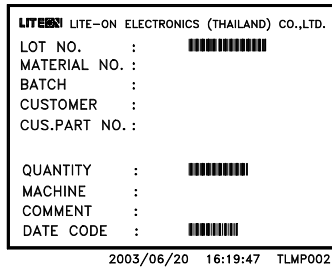 LITEON LITE-ON ELECTRONICS (THAILAND) CO.,LTD.
LOT NO. :
MATERIAL NO. :
BATCH :
CUSTOMER :
CUS.PART NO. :
QUANTITY :
MACHINE :
COMMENT :
DATE CODE :
2003/06/20 16:19:47 TLMP002